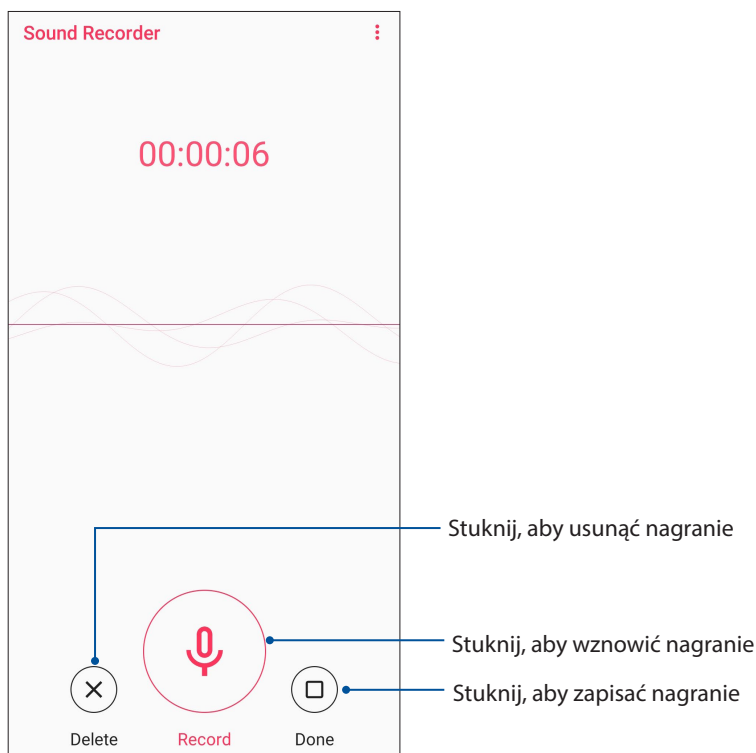 Sound Recorder
00:00:06
Stuknij, aby usunąć nagranie
Stuknij, aby wznowić nagranie
Stuknij, aby zapisać nagranie
Delete
Record
Done